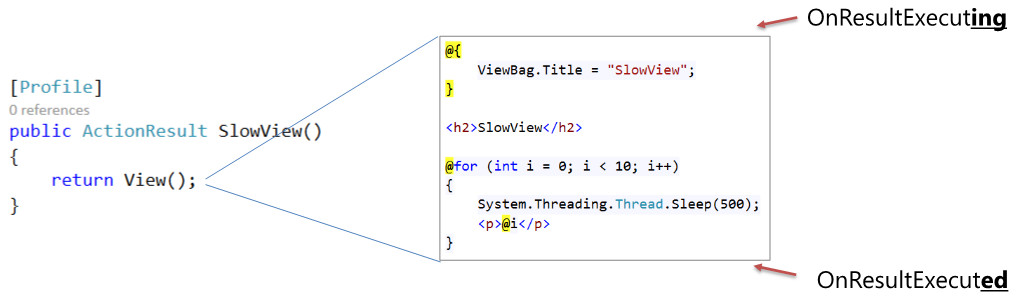 OnResultExecuting
[Profile]
0 references
public ActionResult SlowView()
{
return View();
}
@{
ViewBag.Title = "SlowView";
}
<h2>SlowView</h2>
@for (int i = 0; i < 10; i++)
{
System.Threading.Thread.Sleep(500);
<p>@i</p>
}
OnResultExecuted